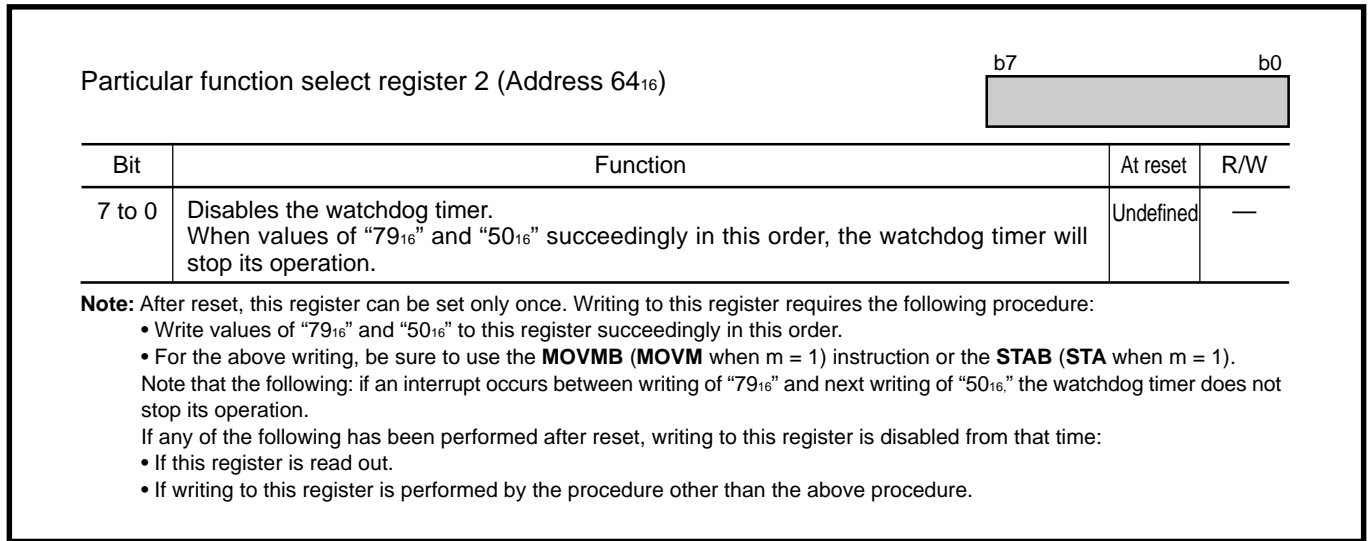 Particular function select register 2 (Address 64₁₆)
b7 b0
Bit Function At reset R/W
7 to 0 Disables the watchdog timer. Undefined —
When values of “79₁₆” and “50₁₆” succeedingly in this order, the watchdog timer will
stop its operation.
Note: After reset, this register can be set only once. Writing to this register requires the following procedure:
• Write values of “79₁₆” and “50₁₆” to this register succeedingly in this order.
• For the above writing, be sure to use the MOVMB (MOVM when m = 1) instruction or the STAB (STA when m = 1).
Note that the following: if an interrupt occurs between writing of “79₁₆” and next writing of “50₁₆,” the watchdog timer does not
stop its operation.
If any of the following has been performed after reset, writing to this register is disabled from that time:
• If this register is read out.
• If writing to this register is performed by the procedure other than the above procedure.